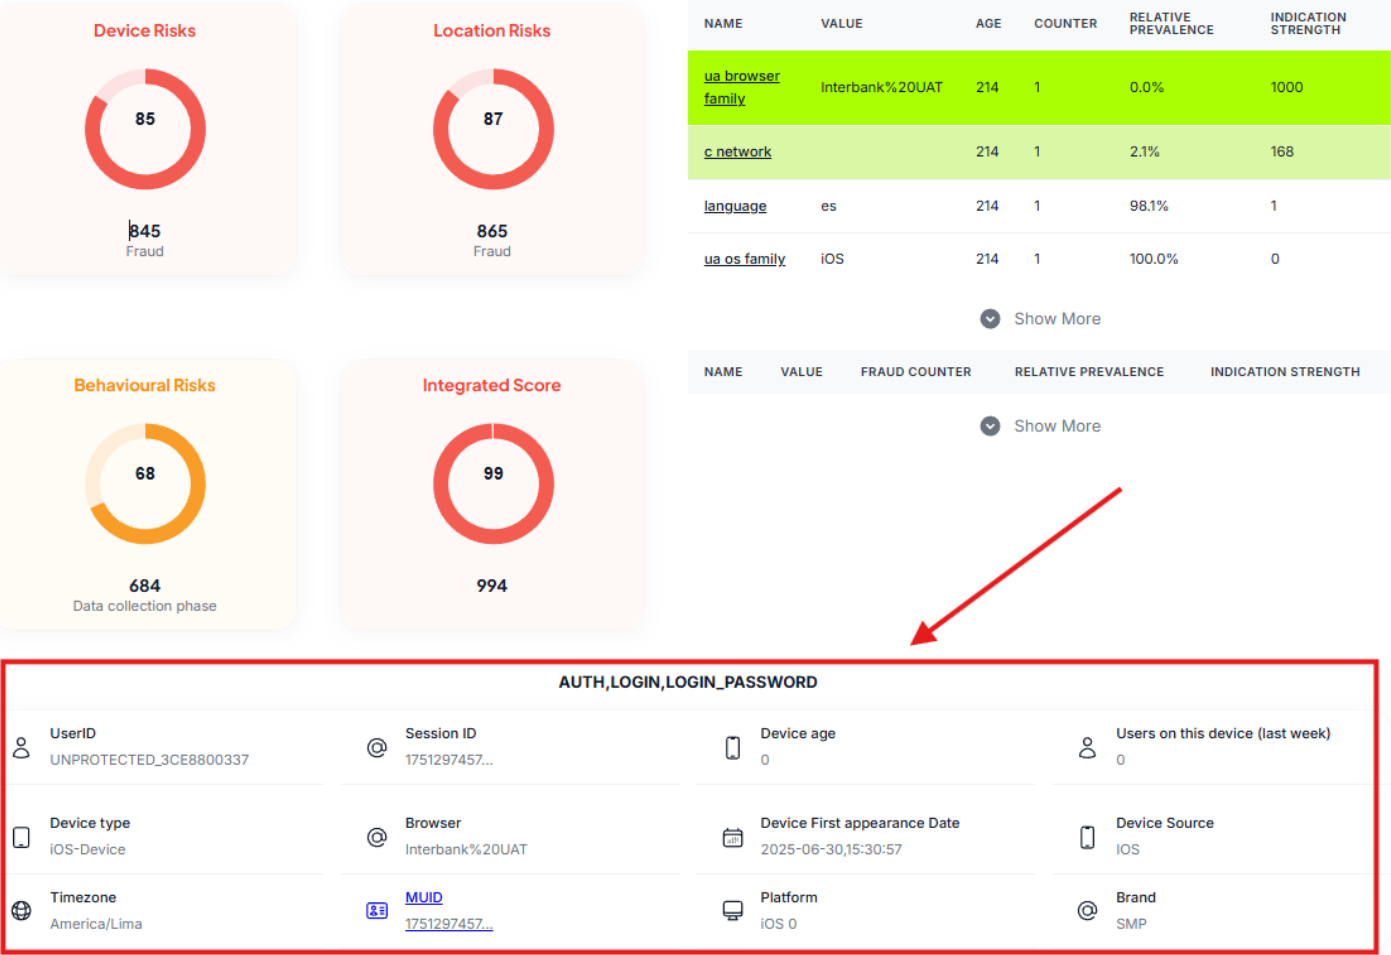 Device Risks
85
845
Fraud
Location Risks
87
865
Fraud
NAME VALUE AGE COUNTER RELATIVE PREVALENCE INDICATION STRENGTH
ua browser family Interbank%20UAT 214 1 0.0% 1000
c network 214 1 2.1% 168
language es 214 1 98.1% 1
ua os family iOS 214 1 100.0% 0
Show More
Behavioural Risks
68
684
Data collection phase
Integrated Score
99
994
NAME VALUE FRAUD COUNTER RELATIVE PREVALENCE INDICATION STRENGTH
Show More
AUTH,LOGIN,LOGIN_PASSWORD
UserID
UNPROTECTED_3CE8800337
Session ID
1751297457...
Device age
0
Users on this device (last week)
0
Device type
iOS-Device
Browser
Interbank%20UAT
Device First appearance Date
2025-06-30,15:30:57
Device Source
IOS
Timezone
America/Lima
MUID
1751297457...
Platform
iOS 0
Brand
SMP